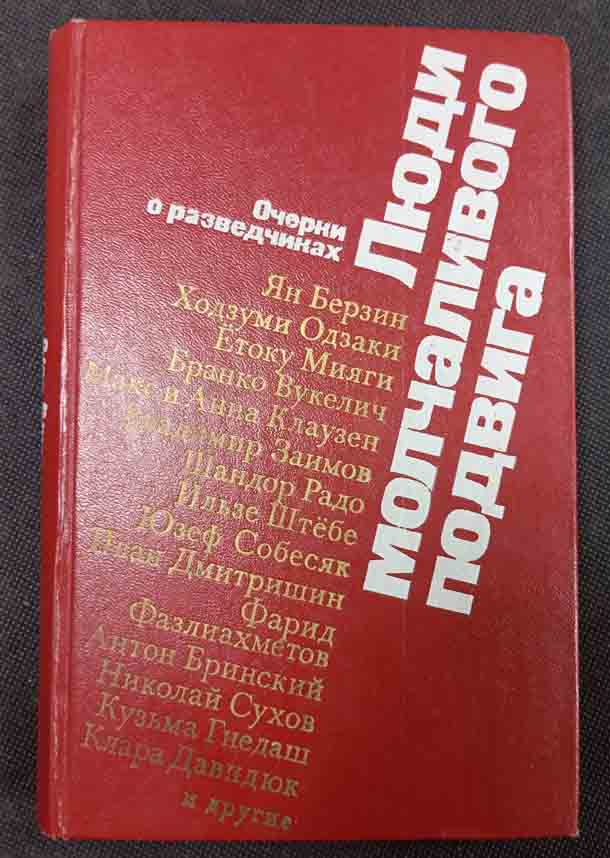 Люди
молчаливого
подвига
Очерки
о разведчиках
Ян Берзин
Ходзуми Одзаки
Ётоку Мияги
Бранко Вукелич
Макс и Анна Клаузен
Владимир Заимов
Шандор Радо
Ильзе Штёбе
Юзеф Собесяк
Иван Дмитришин
Фарид
Фазлиахметов
Антон Бринский
Николай Сухов
Кузьма Гнедаш
Клара Давидюк
и другие